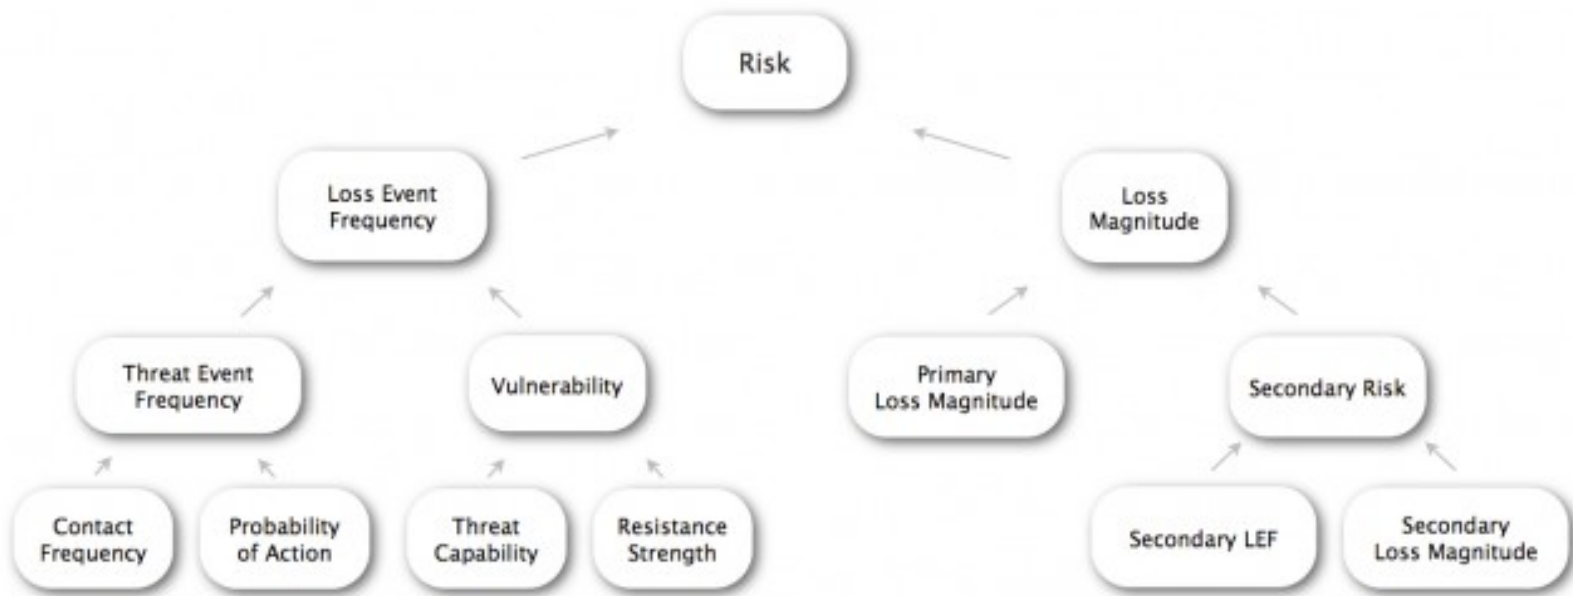 Risk
Loss Event
Frequency
Loss
Magnitude
Threat Event
Frequency
Vulnerability
Primary
Loss Magnitude
Secondary Risk
Contact
Frequency
Probability
of Action
Threat
Capability
Resistance
Strength
Secondary LEF
Secondary
Loss Magnitude